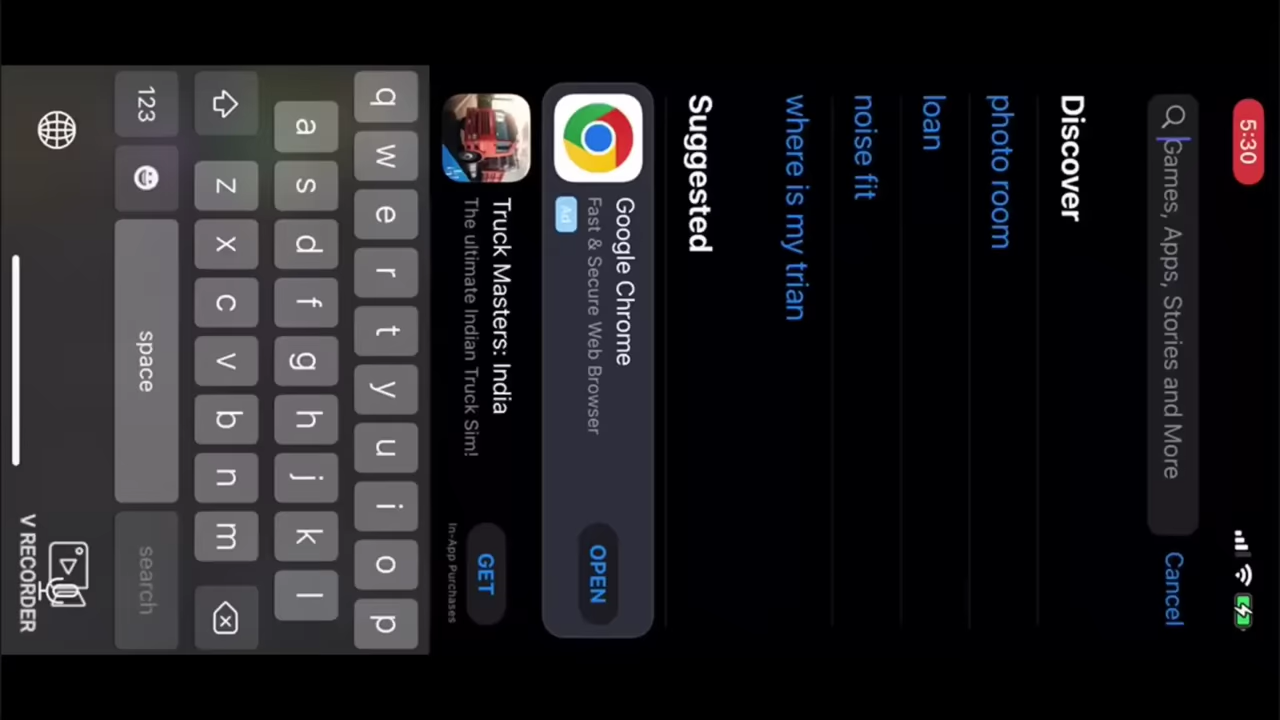 5:30
Games, Apps, Stories and More
Cancel
Discover
photo room
loan
noise fit
where is my trian
Suggested
Google Chrome
Fast & Secure Web Browser
Ad
OPEN
Truck Masters: India
The ultimate Indian Truck Sim!
GET
In-App Purchases
q w e r t y u i o p
a s d f g h j k l
z x c v b n m
123 space search
V RECORDER